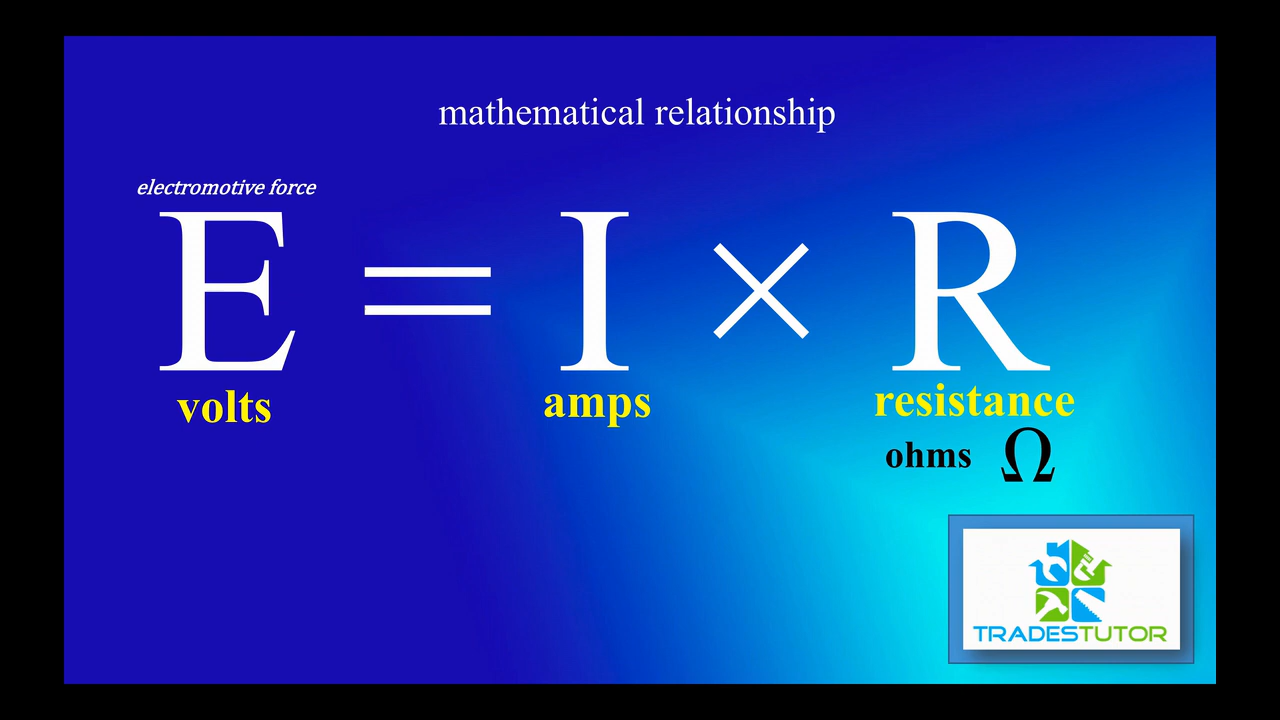 mathematical relationship
electromotive force
E = I × R
volts amps resistance
ohms Ω
TRADESTUTOR